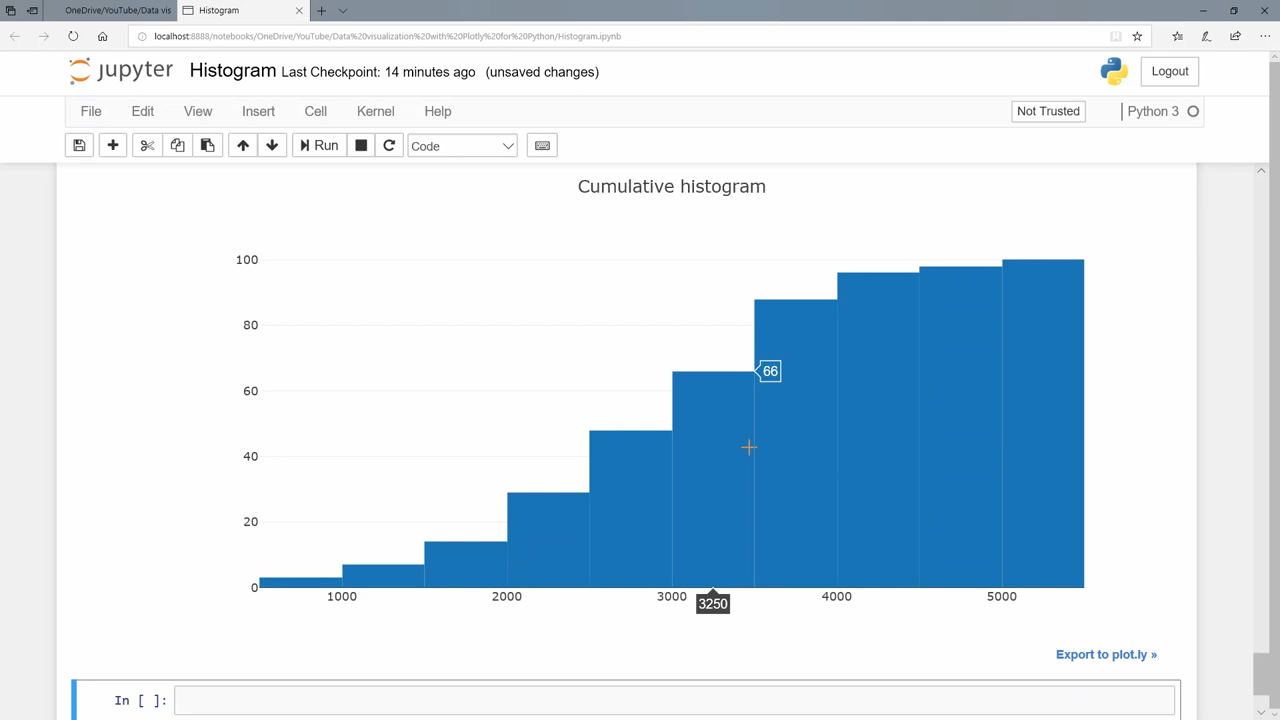 OneDrive/YouTube/Data vis
Histogram
localhost:8888/notebooks/OneDrive/YouTube/Data%20visualization%20with%20Plotly%20for%20Python/Histogram.ipynb
jupyter Histogram Last Checkpoint: 14 minutes ago (unsaved changes)
Logout
File Edit View Insert Cell Kernel Help
Not Trusted
Python 3
Run
Code
Cumulative histogram
100
80
60
40
20
0
66
1000 2000 3000 4000 5000
3250
Export to plot.ly »
In [ ]: